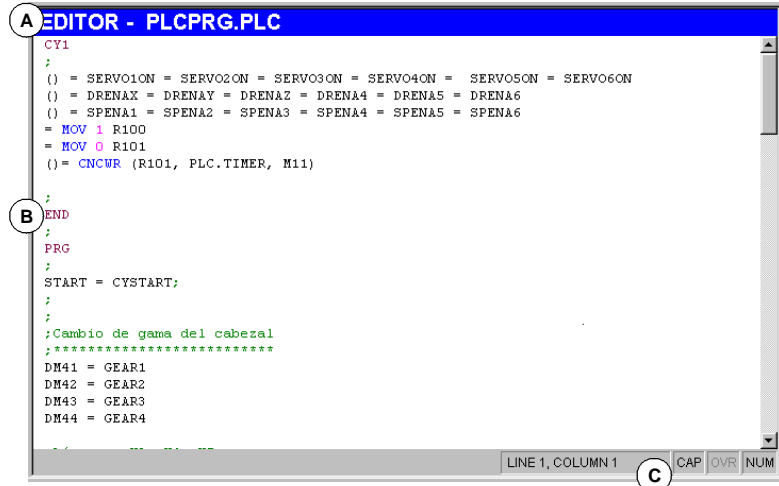 A
EDITOR - PLCPRG.PLC
CY1
;
() = SERVO1ON = SERVO2ON = SERVO3ON = SERVO4ON = SERVO5ON = SERVO6ON
() = DRENAX = DRENAY = DRENAZ = DRENA4 = DRENA5 = DRENA6
() = SPENA1 = SPENA2 = SPENA3 = SPENA4 = SPENA5 = SPENA6
= MOV 1 R100
= MOV 0 R101
()= CNCWR (R101, PLC.TIMER, M11)
;
B
END
;
PRG
;
START = CYSTART;
;
;
;Cambio de gama del cabezal
;**************************
DM41 = GEAR1
DM42 = GEAR2
DM43 = GEAR3
DM44 = GEAR4
LINE 1, COLUMN 1
C
CAP OVR NUM